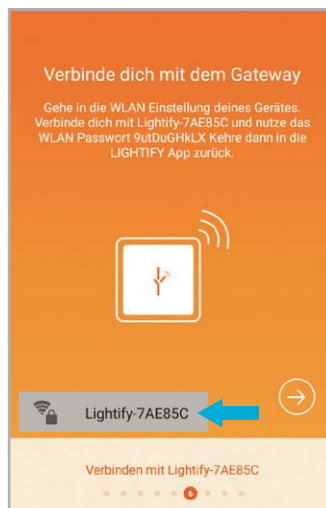 Verbinde dich mit dem Gateway
Gehe in die WLAN Einstellung deines Gerätes.
Verbinde dich mit Lightify-7AE85C und nutze das
WLAN Passwort 9utDuGHkLX Kehre dann in die
LIGHTIFY App zurück.
Lightify-7AE85C
Verbinden mit Lightify-7AE85C
6